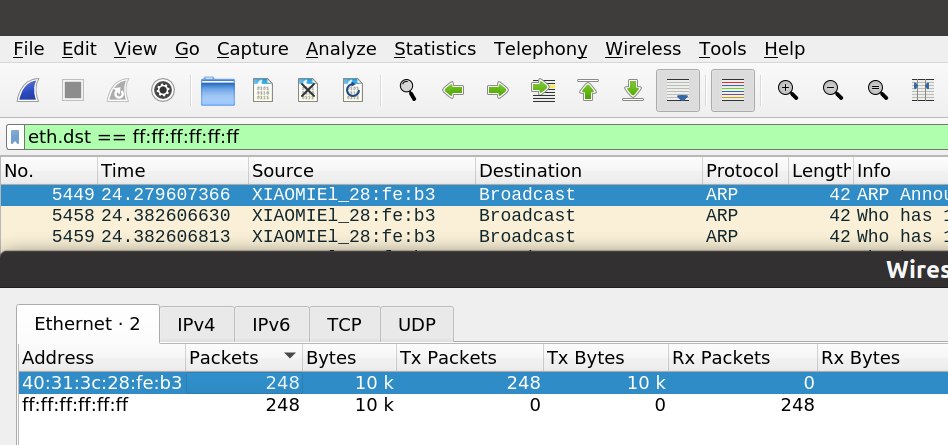 File Edit View Go Capture Analyze Statistics Telephony Wireless Tools Help
eth.dst == ff:ff:ff:ff:ff:ff
No. Time Source Destination Protocol Length Info
5449 24.279607366 XIAOMIEl_28:fe:b3 Broadcast ARP 42 ARP
5458 24.382606630 XIAOMIEl_28:fe:b3 Broadcast ARP 42 Who has
5459 24.382606813 XIAOMIEl_28:fe:b3 Broadcast ARP 42 Who has
Wires
Ethernet · 2 IPv4 IPv6 TCP UDP
Address Packets Bytes Tx Packets Tx Bytes Rx Packets Rx Bytes
40:31:3c:28:fe:b3 248 10 k 248 10 k 0
ff:ff:ff:ff:ff:ff 248 10 k 0 0 248